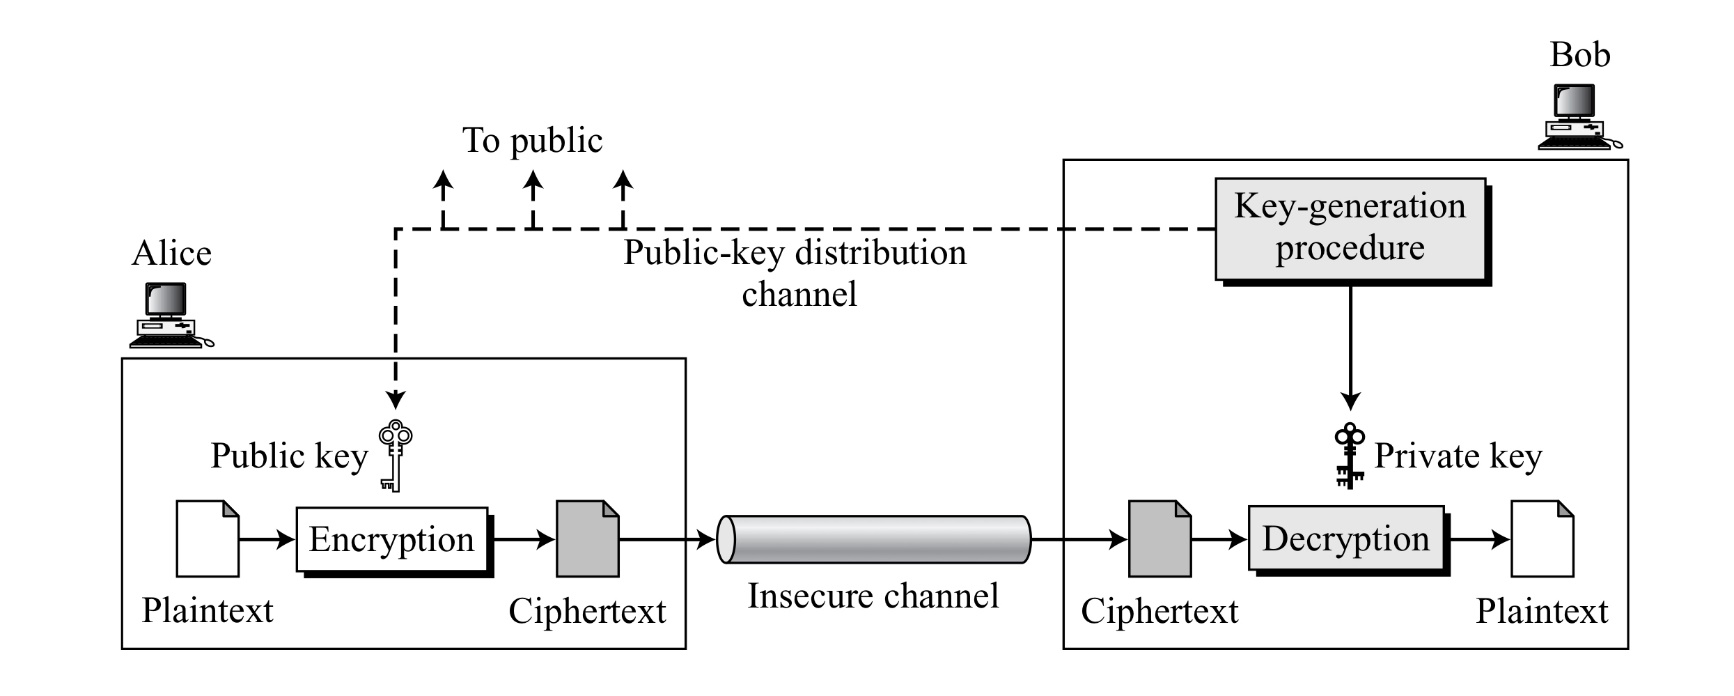 Bob
To public
Key-generation
procedure
Alice
Public-key distribution
channel
Public key
Private key
Encryption
Decryption
Plaintext
Ciphertext
Insecure channel
Ciphertext
Plaintext